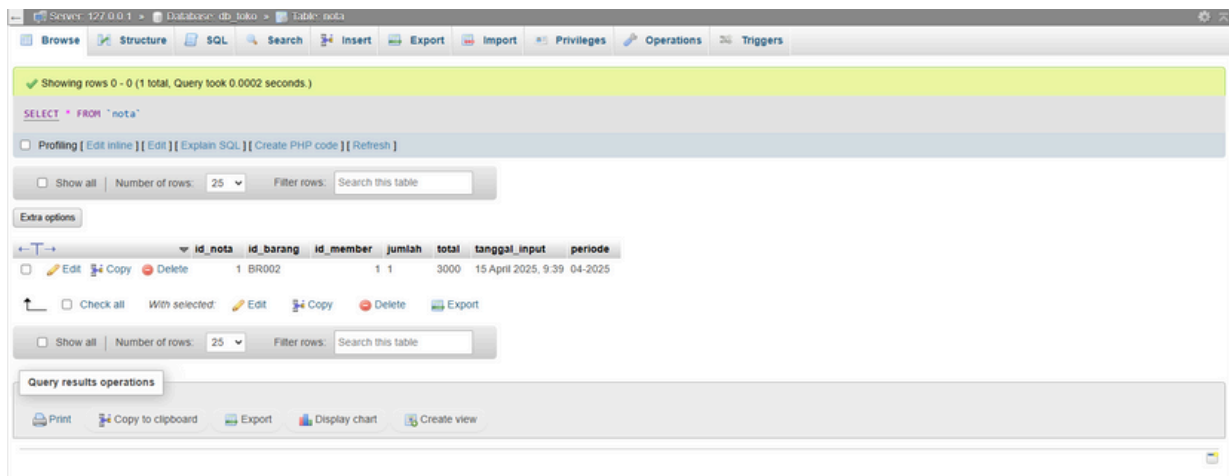 Server: 127.0.0.1 » Database: db_toko » Table: nota
Browse Structure SQL Search Insert Export Import Privileges Operations Triggers
Showing rows 0 - 0 (1 total, Query took 0.0002 seconds.)
SELECT * FROM `nota`
Profiling [ Edit inline ] [ Edit ] [ Explain SQL ] [ Create PHP code ] [ Refresh ]
Show all | Number of rows: 25 Filter rows: Search this table
Extra options
←T→ id_nota id_barang id_member jumlah total tanggal_input periode
Edit Copy Delete 1 BR002 1 1 3000 15 April 2025, 9:39 04-2025
Check all With selected: Edit Copy Delete Export
Show all | Number of rows: 25 Filter rows: Search this table
Query results operations
Print Copy to clipboard Export Display chart Create view